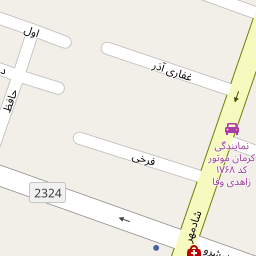 اول
غفاری آذر
حافظ
نمایندگی
کرمان موتور
کد ۱۷۶۸
زاهدی وفا
فرخی
2324
شادمهر